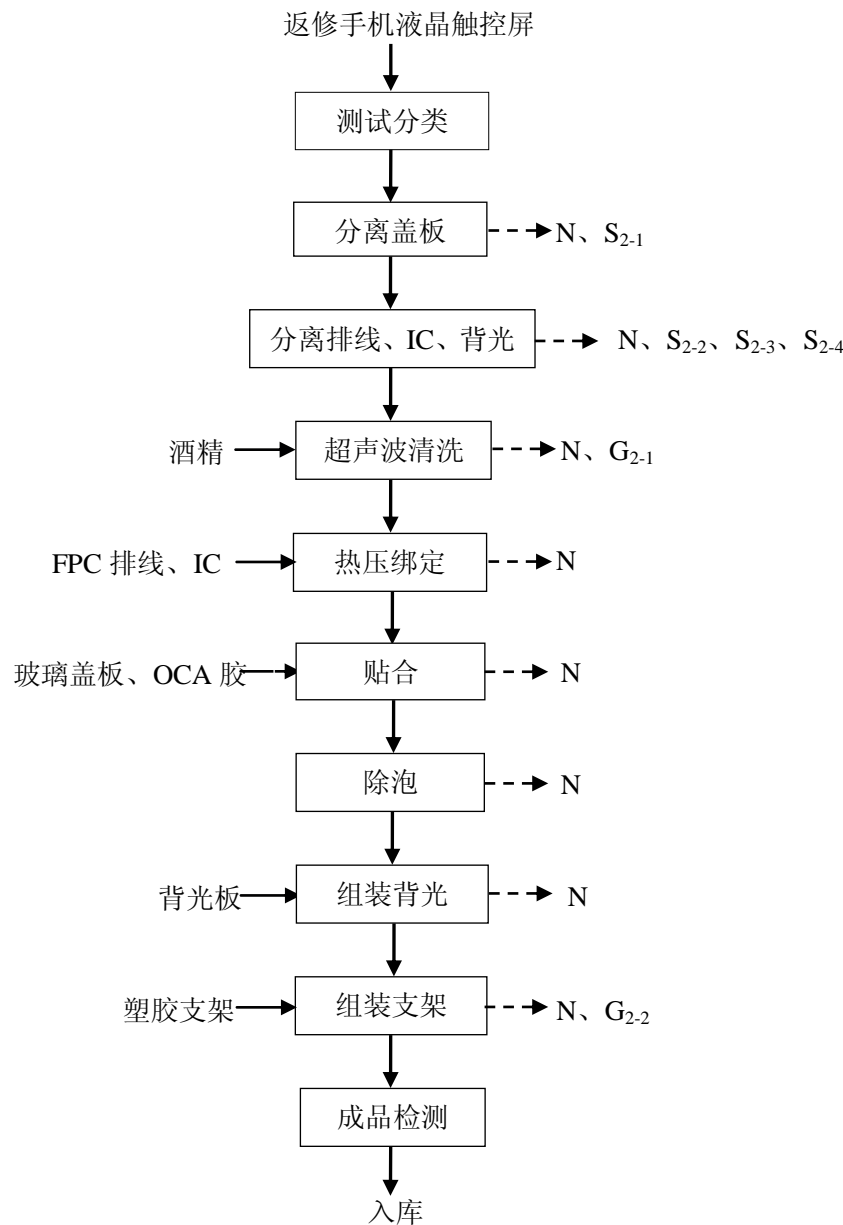 返修手机液晶触控屏
测试分类
分离盖板 N、S2-1
分离排线、IC、背光 N、S2-2、S2-3、S2-4
酒精 超声波清洗 N、G2-1
FPC 排线、IC 热压绑定 N
玻璃盖板、OCA 胶 贴合 N
除泡 N
背光板 组装背光 N
塑胶支架 组装支架 N、G2-2
成品检测
入库